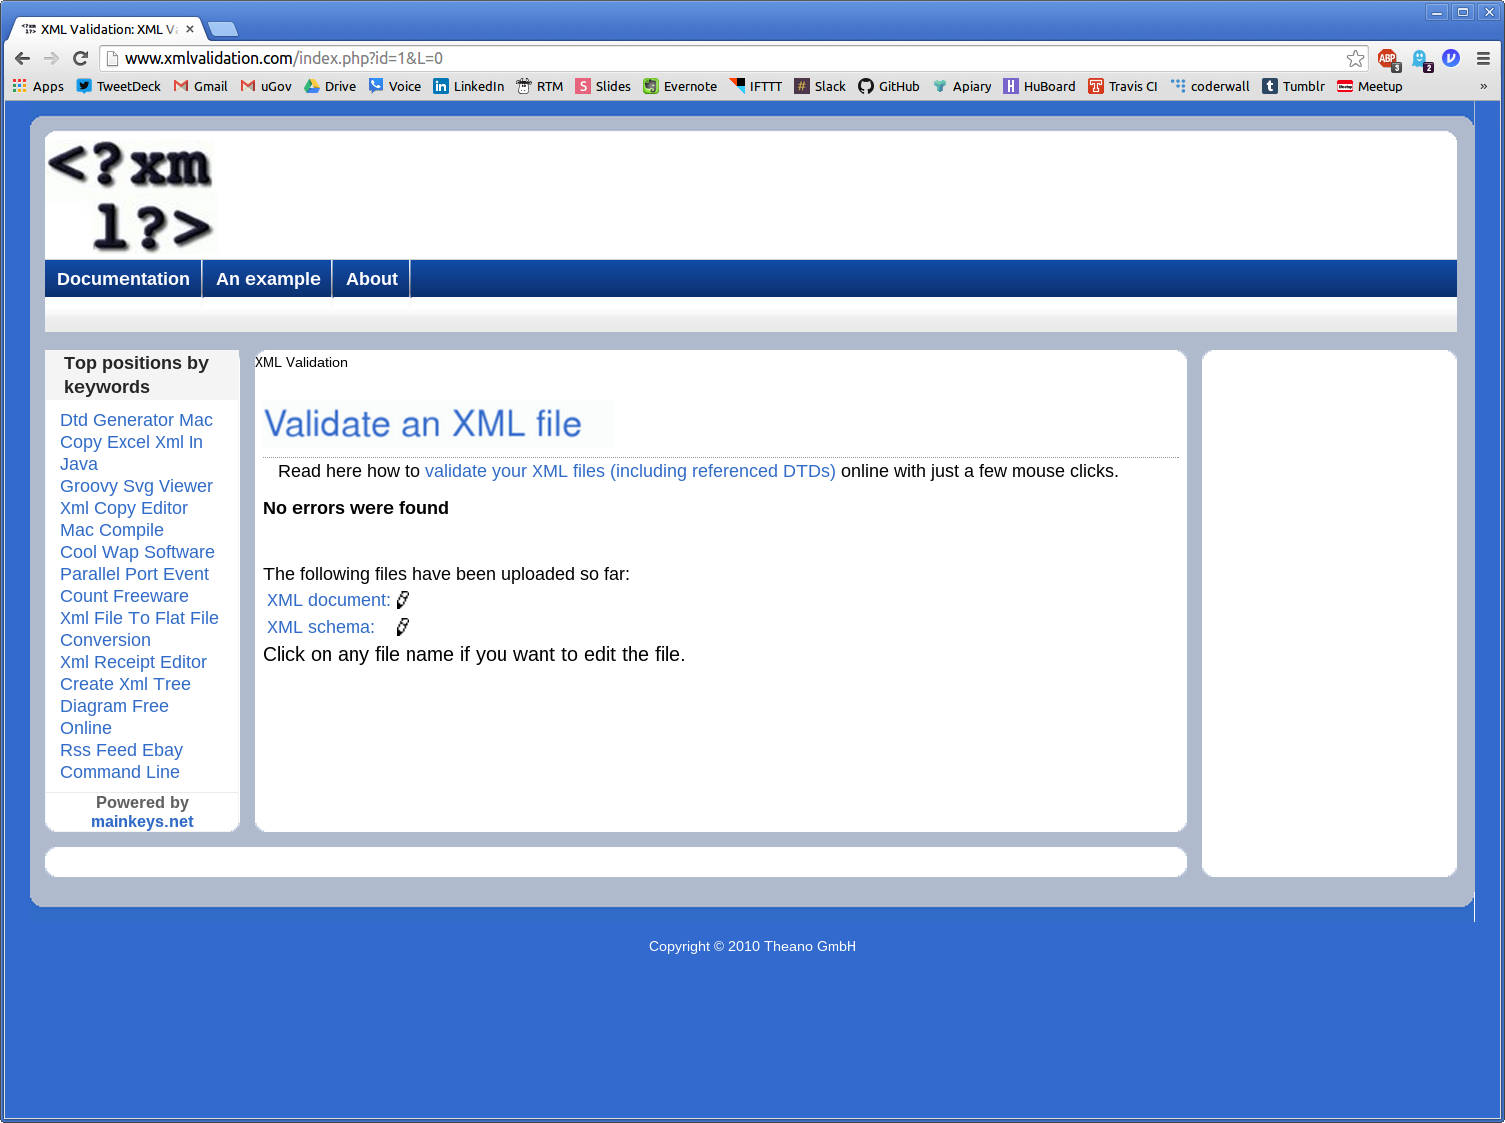 XML Validation: XML Va
www.xmlvalidation.com/index.php?id=1&L=0
ABP 3 2
Apps TweetDeck Gmail uGov Drive Voice LinkedIn RTM Slides Evernote IFTTT Slack GitHub Apiary HuBoard Travis CI coderwall Tumblr Meetup »
<?xm
l?>
Documentation An example About
Top positions by
keywords
Dtd Generator Mac
Copy Excel Xml In
Java
Groovy Svg Viewer
Xml Copy Editor
Mac Compile
Cool Wap Software
Parallel Port Event
Count Freeware
Xml File To Flat File
Conversion
Xml Receipt Editor
Create Xml Tree
Diagram Free
Online
Rss Feed Ebay
Command Line
Powered by
mainkeys.net
XML Validation
Validate an XML file
Read here how to validate your XML files (including referenced DTDs) online with just a few mouse clicks.
No errors were found
The following files have been uploaded so far:
XML document:
XML schema:
Click on any file name if you want to edit the file.
Copyright © 2010 Theano GmbH